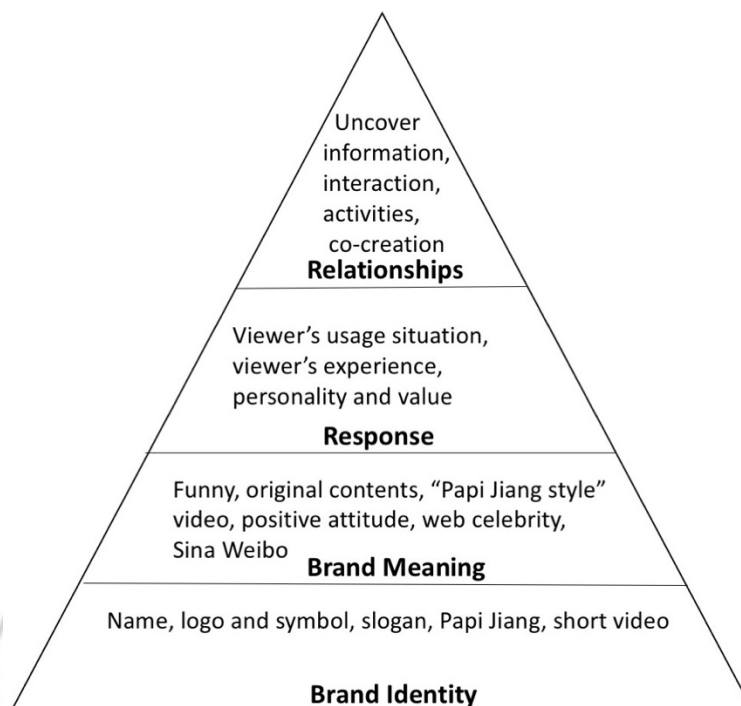 Uncover
information,
interaction,
activities,
co-creation
Relationships
Viewer’s usage situation,
viewer’s experience,
personality and value
Response
Funny, original contents, “Papi Jiang style”
video, positive attitude, web celebrity,
Sina Weibo
Brand Meaning
Name, logo and symbol, slogan, Papi Jiang, short video
Brand Identity